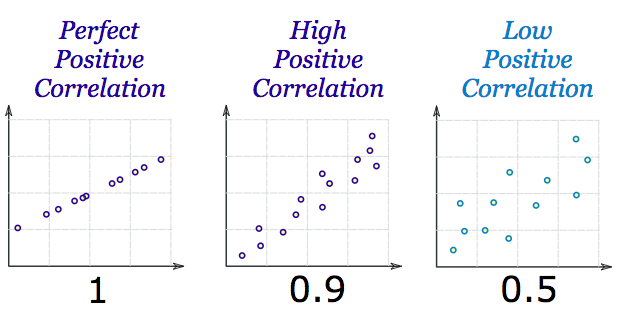 Perfect
Positive
Correlation
1
High
Positive
Correlation
0.9
Low
Positive
Correlation
0.5